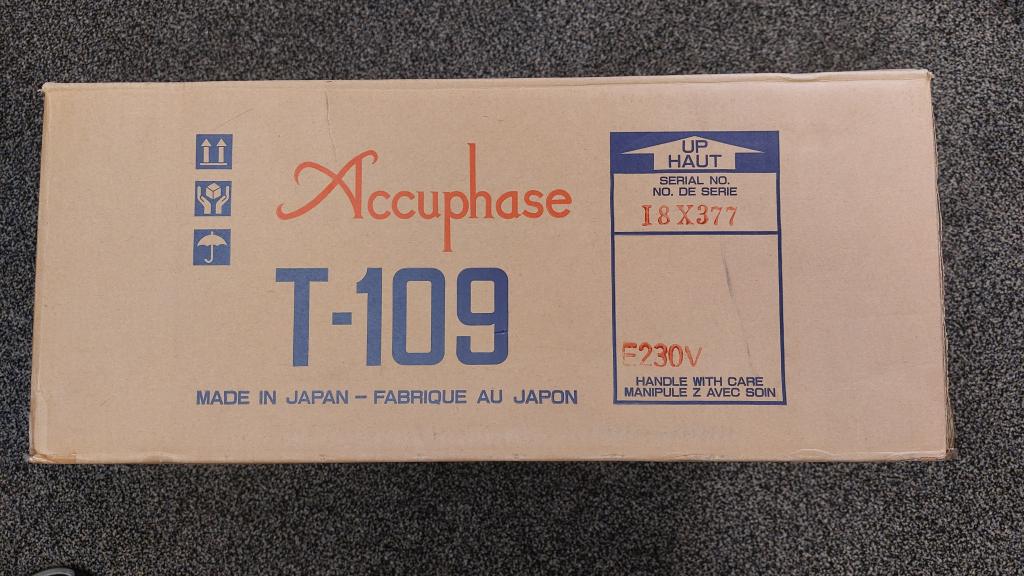 Accuphase
T-109
MADE IN JAPAN – FABRIQUE AU JAPON
UP
HAUT
SERIAL NO.
NO. DE SERIE
I8X377
E230V
HANDLE WITH CARE
MANIPULE Z AVEC SOIN